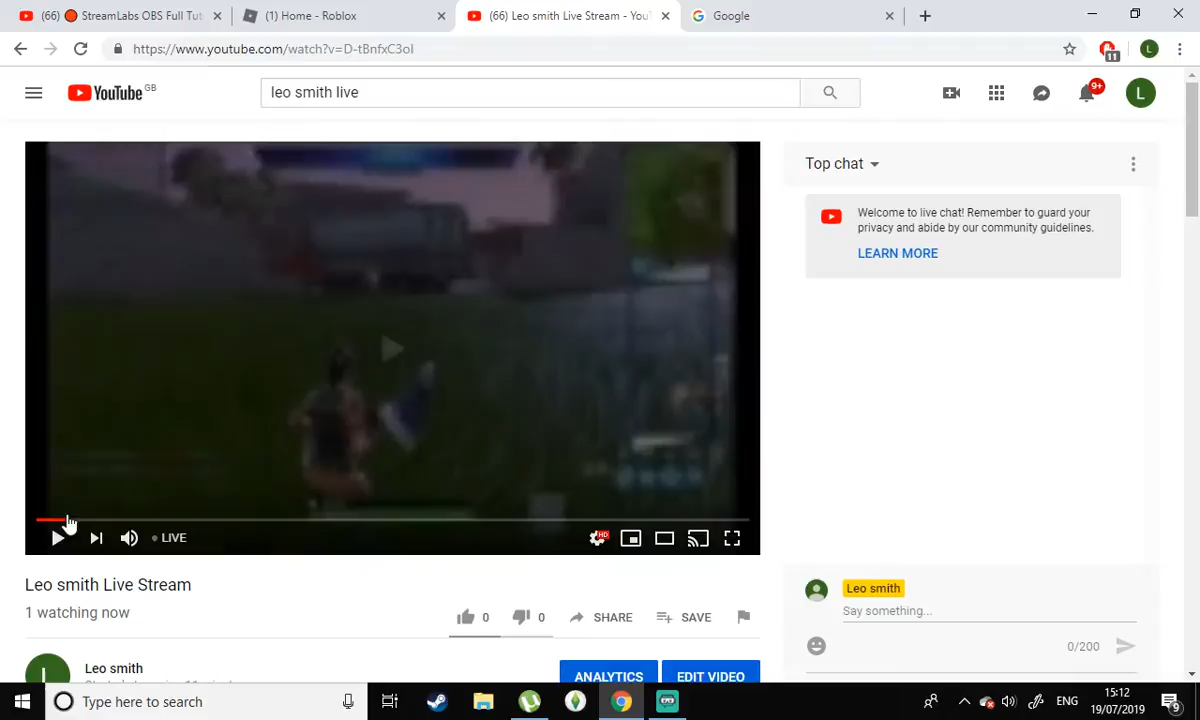 (66) 🔴 StreamLabs OBS Full Tut
(1) Home - Roblox
(66) Leo smith Live Stream - You
Google
https://www.youtube.com/watch?v=D-tBnfxC3oI
11
L
YouTube GB
leo smith live
9+
L
Top chat
Welcome to live chat! Remember to guard your
privacy and abide by our community guidelines.
LEARN MORE
HD
LIVE
Leo smith Live Stream
1 watching now
0
0
SHARE
SAVE
Leo smith
Say something...
0/200
L
Leo smith
ANALYTICS
EDIT VIDEO
Type here to search
ENG
15:12
19/07/2019
9